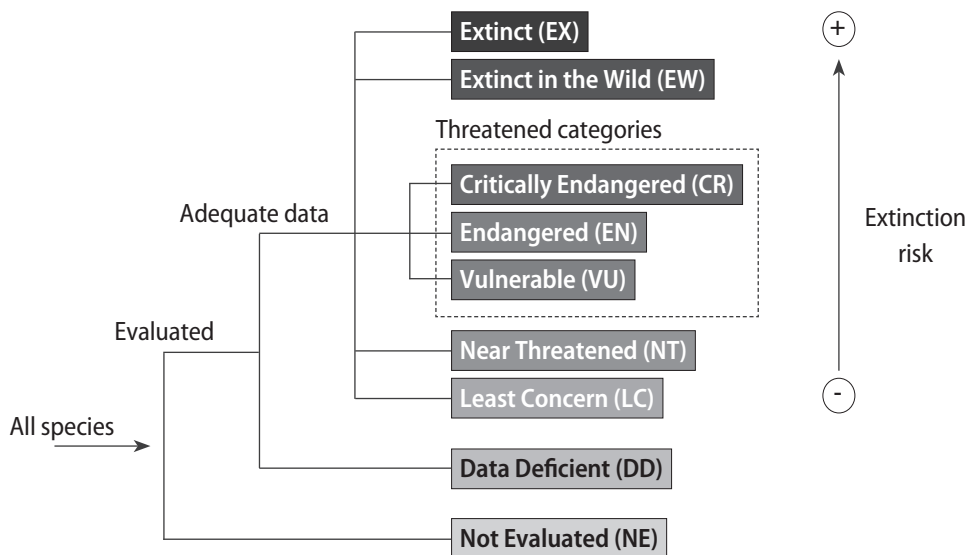 Extinct (EX)
+
Extinct in the Wild (EW)
Threatened categories
Critically Endangered (CR)
Adequate data
Endangered (EN)
Extinction
risk
Vulnerable (VU)
Evaluated
Near Threatened (NT)
Least Concern (LC)
-
All species
Data Deficient (DD)
Not Evaluated (NE)